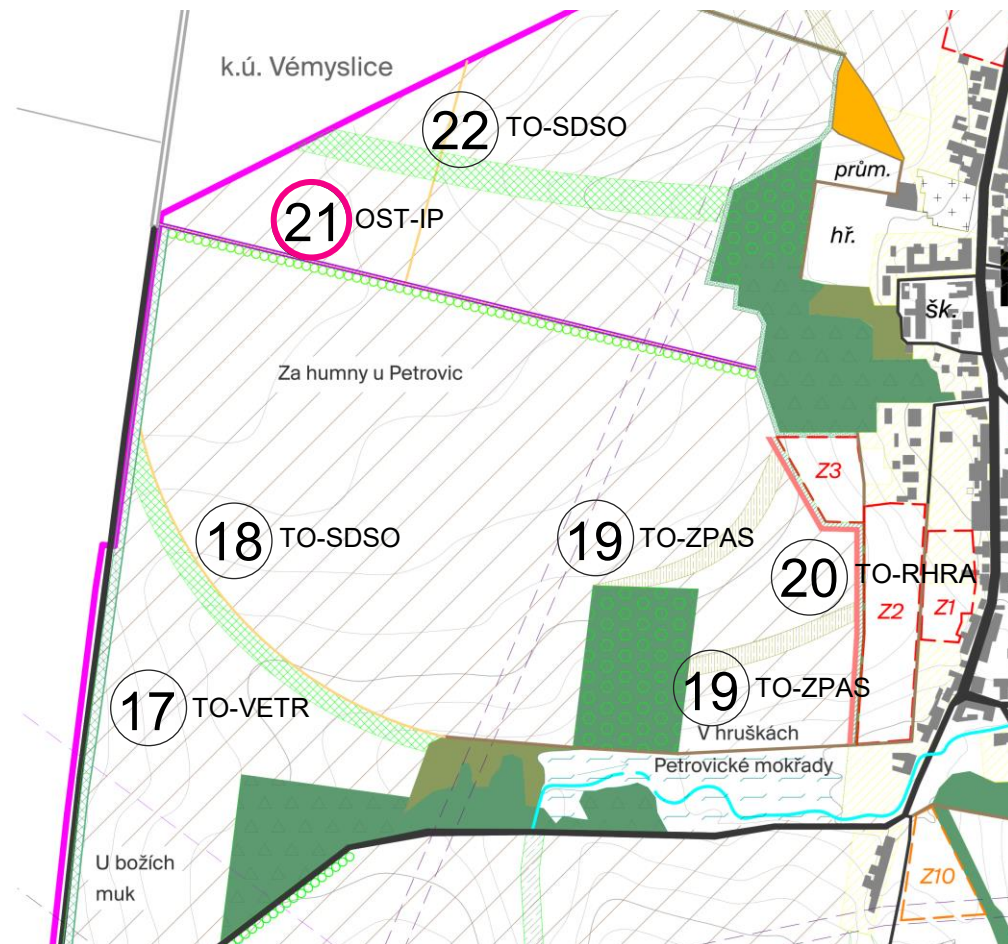 k.ú. Vémyslice
22 TO-SDSO
prům.
21 OST-IP
hř.
šk.
Za humny u Petrovic
Z3
18 TO-SDSO
19 TO-ZPAS
20 TO-RHRA
Z2
Z1
19 TO-ZPAS
17 TO-VETR
V hruškách
Petrovické mokřady
U božích
muk
Z10